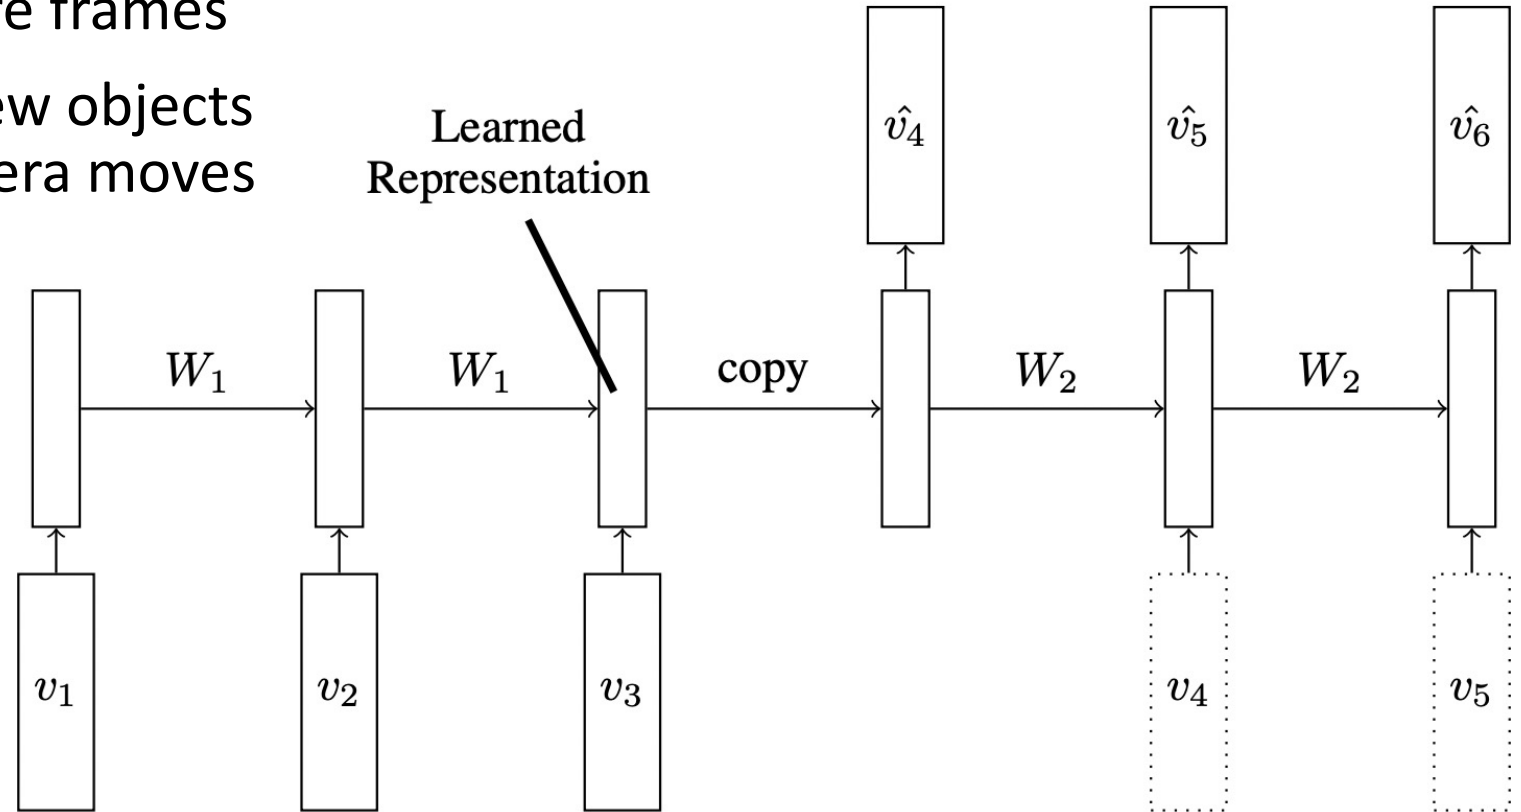 re frames
ew objects
era moves
Learned
Representation
v̂4
v̂5
v̂6
W1
W1
copy
W2
W2
v1
v2
v3
v4
v5